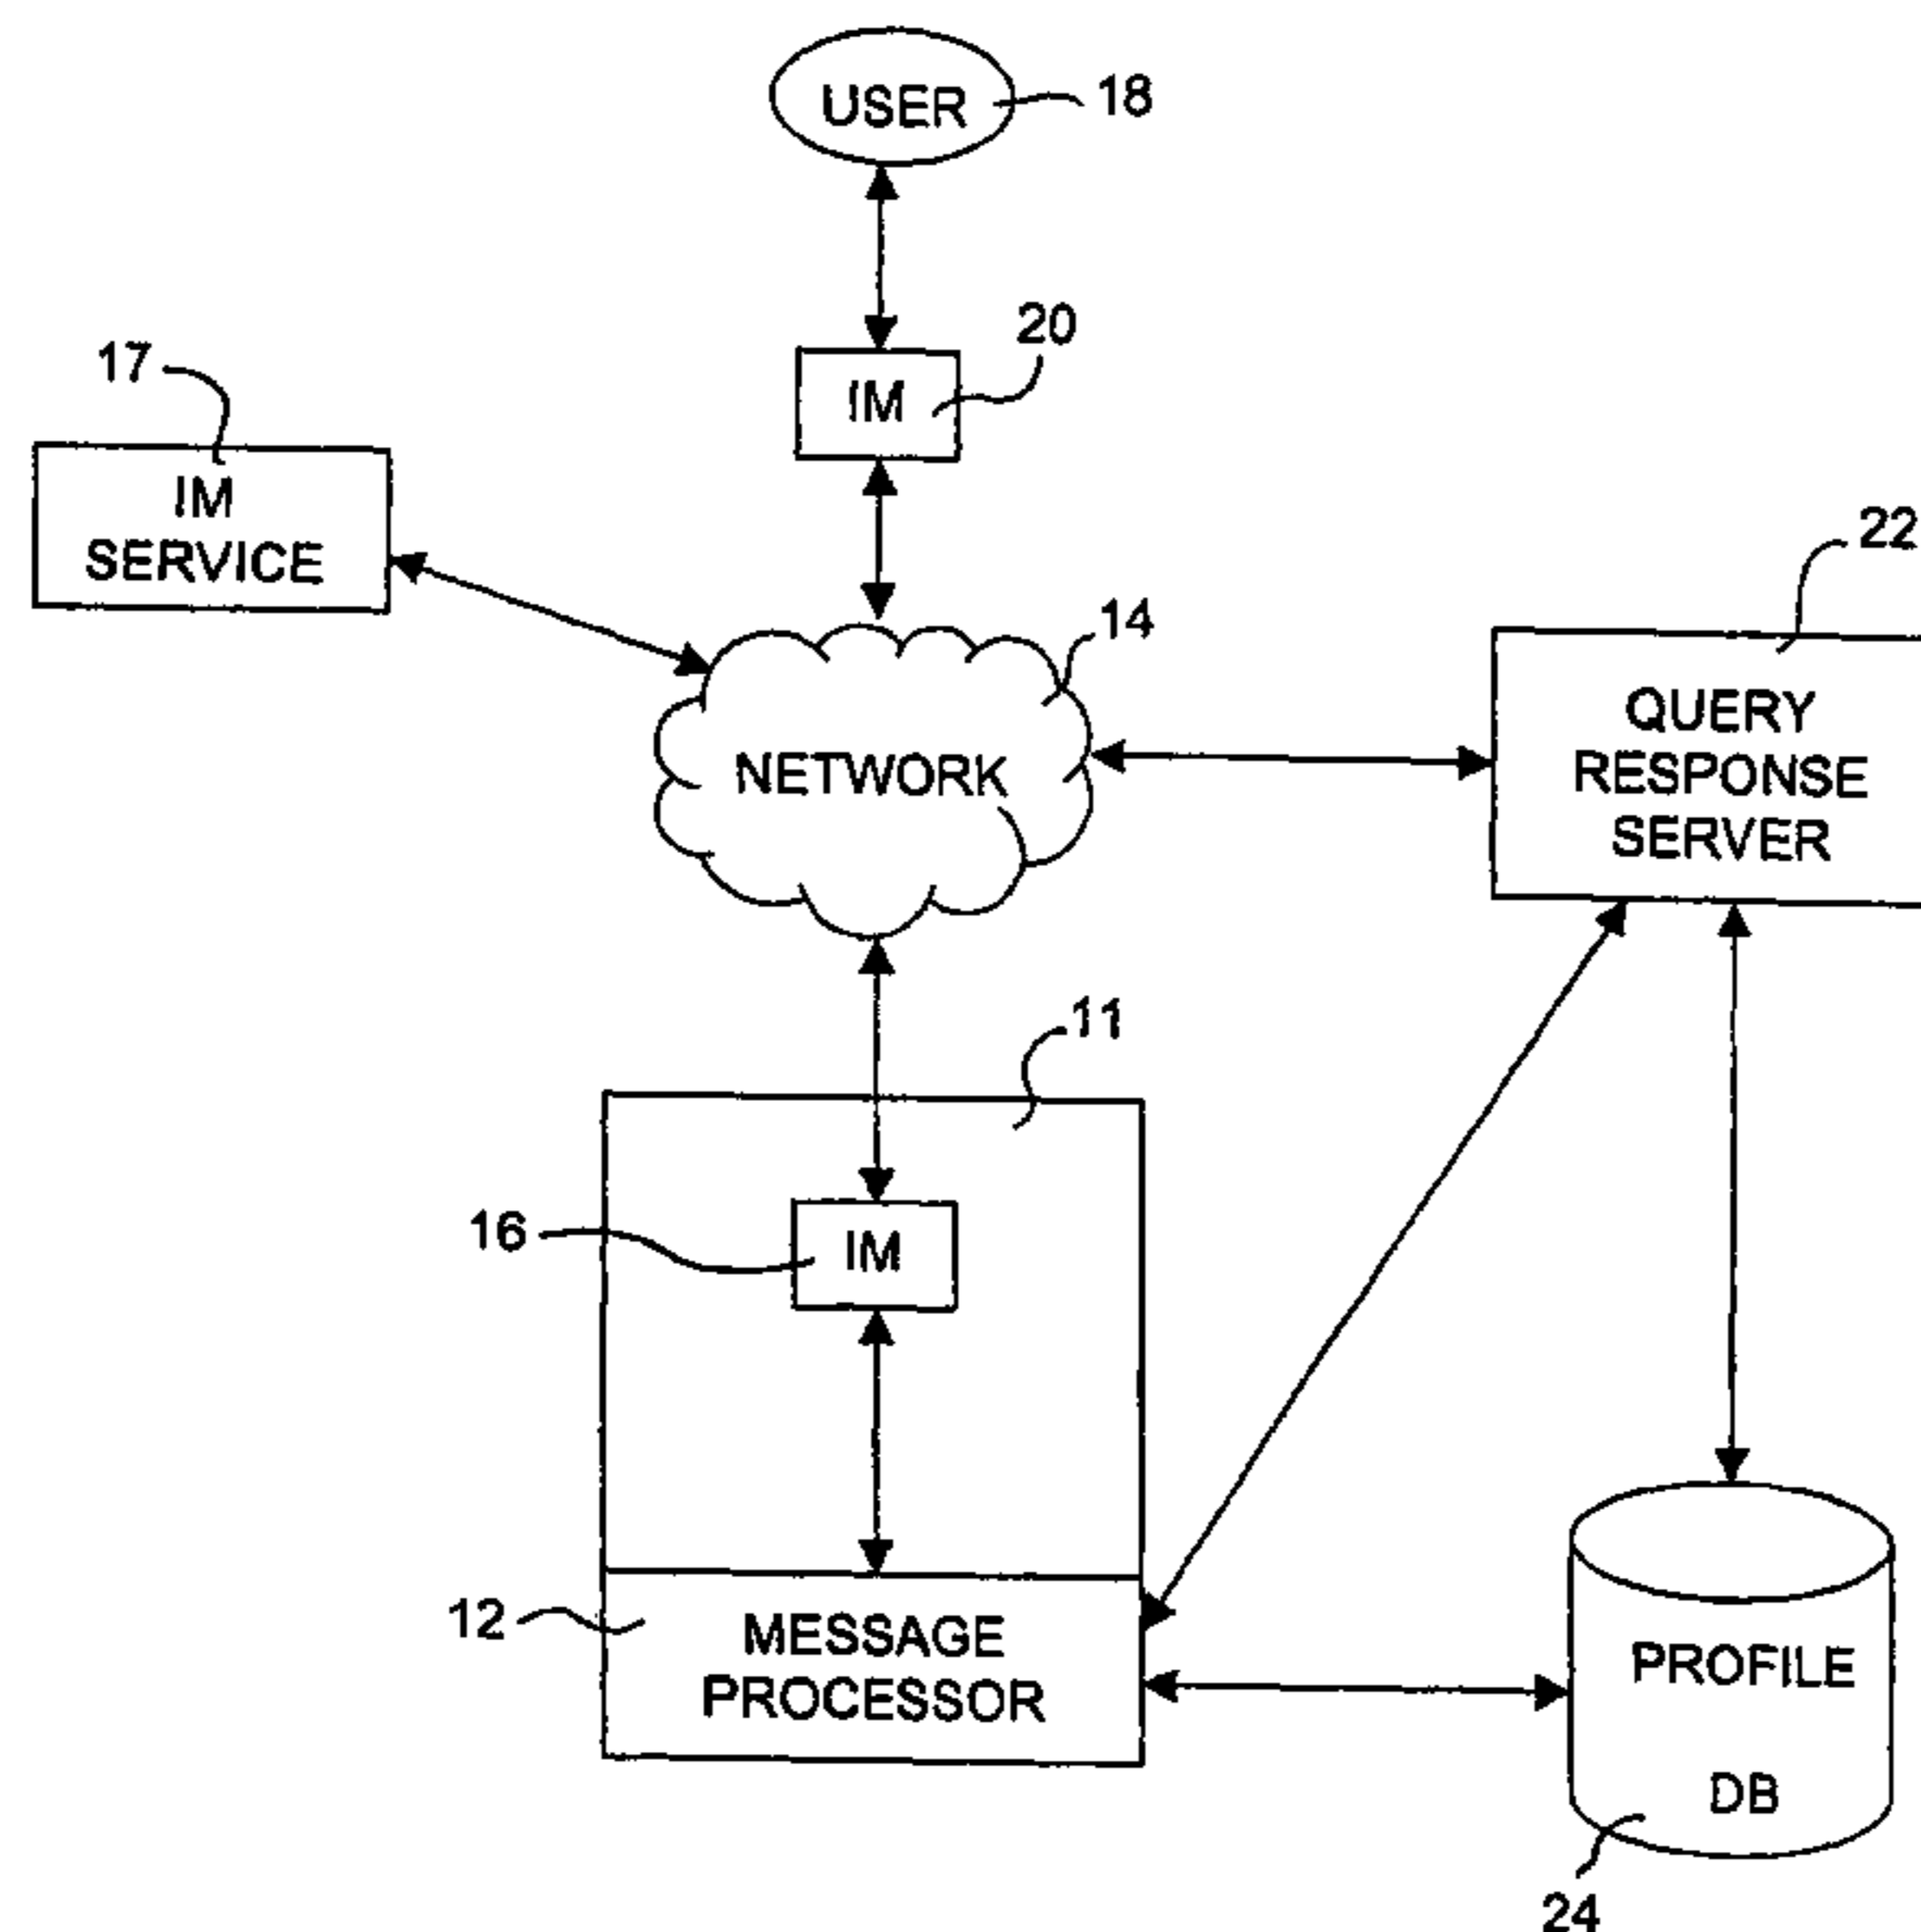 USER
18
20
IM
17
IM
SERVICE
22
14
NETWORK
QUERY
RESPONSE
SERVER
11
16
IM
12
MESSAGE
PROCESSOR
PROFILE
DB
24